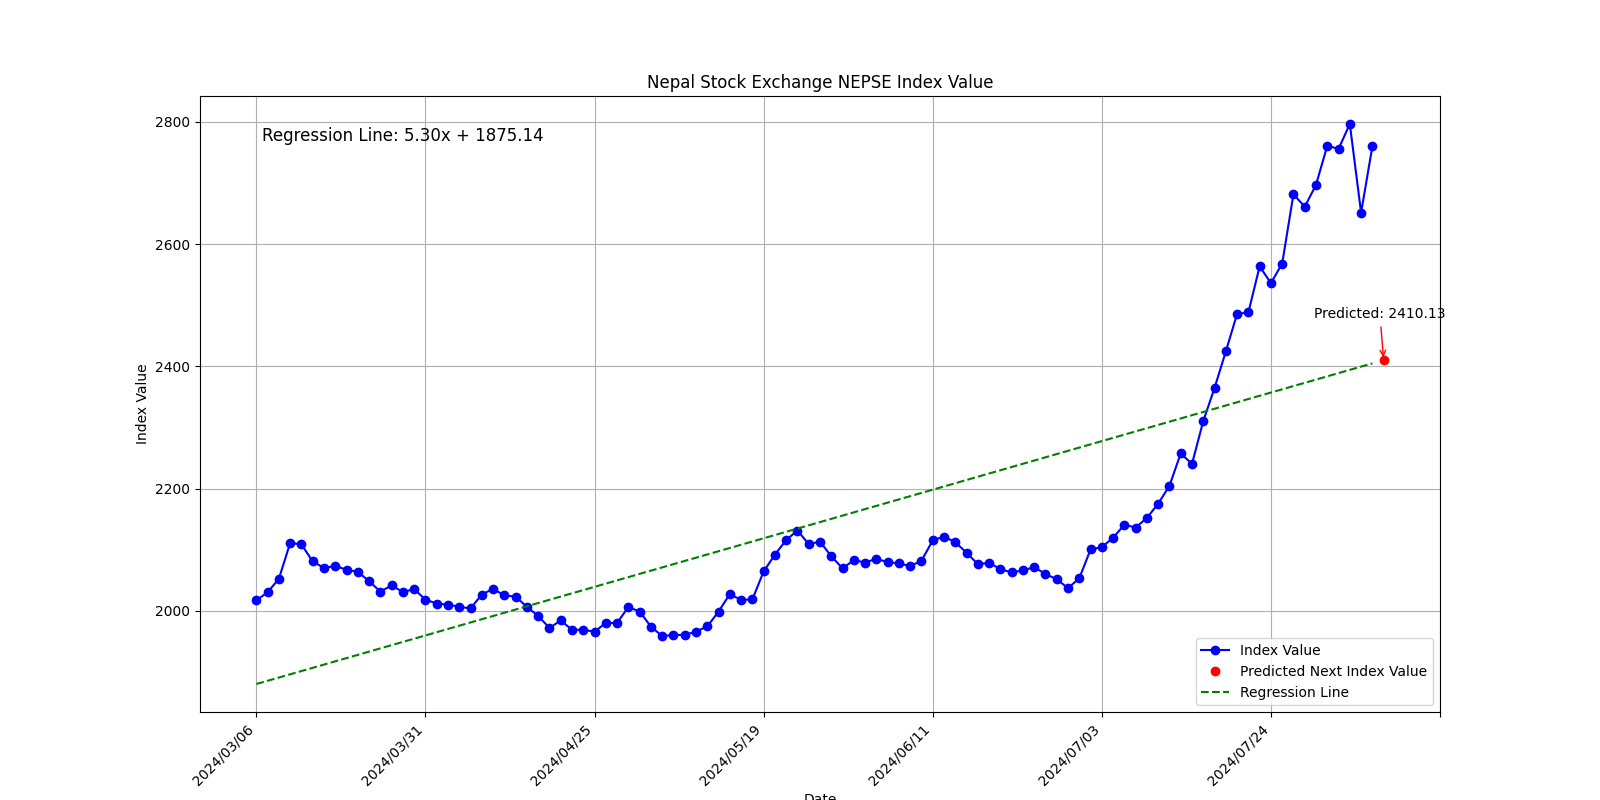 Nepal Stock Exchange NEPSE Index Value
Regression Line: 5.30x + 1875.14
2800
2600
2400
2200
2000
Index Value
Predicted: 2410.13
Index Value
Predicted Next Index Value
Regression Line
2024/03/06
2024/03/31
2024/04/25
2024/05/19
2024/06/11
2024/07/03
2024/07/24
Date